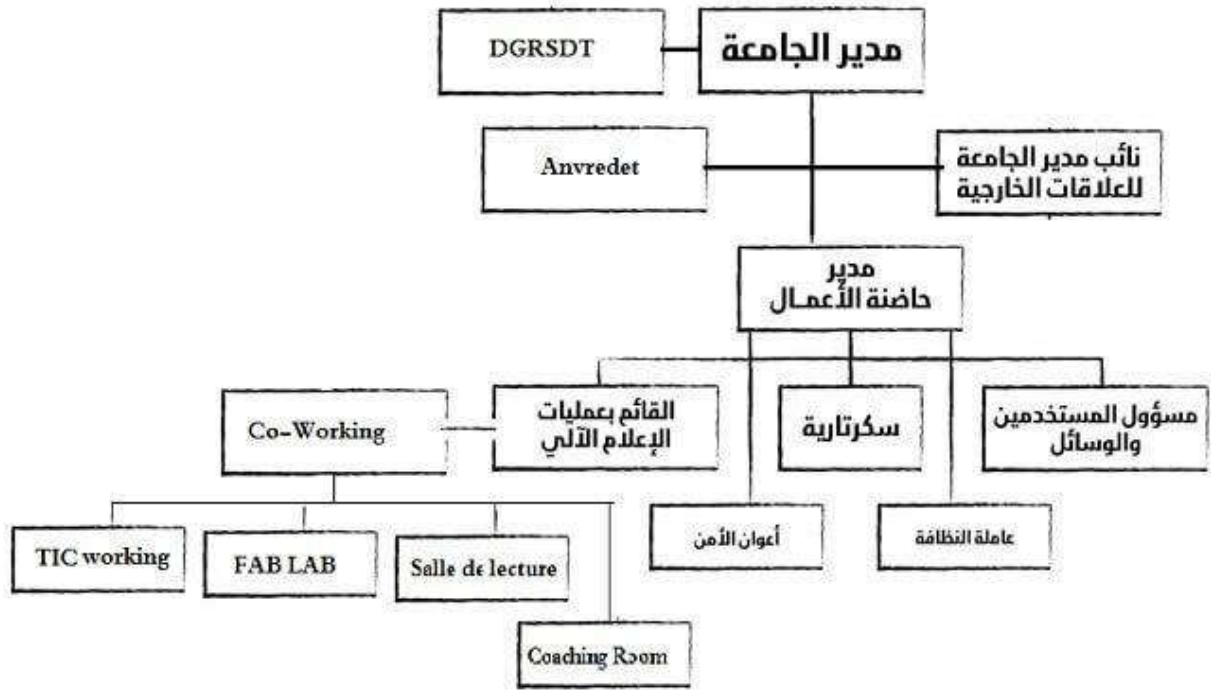 DGRSDT
مدير الجامعة
Anvredet
نائب مدير الجامعة
للعلاقات الخارجية
مدير
حاضنة الأعمـال
Co-Working
القائم بعمليات
الإعلام الآلي
سكرتارية
مسؤول المستخدمين
والوسائل
TIC working
FAB LAB
Salle de lecture
أعوان الأمن
عاملة النظافة
Coaching Room